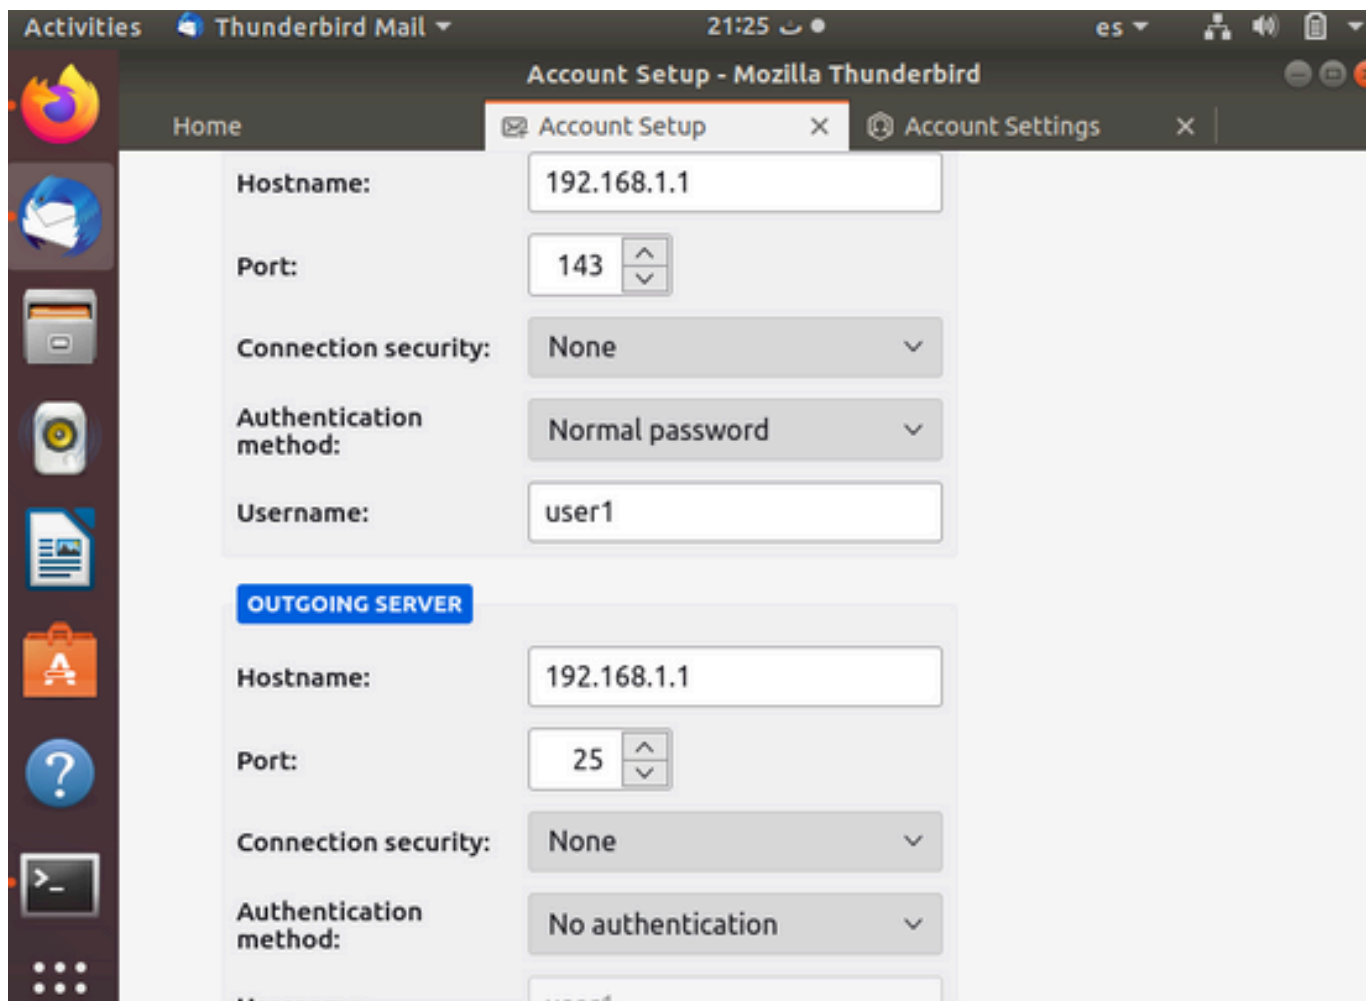 Activities Thunderbird Mail 21:25 ث es
Account Setup - Mozilla Thunderbird
Home Account Setup Account Settings
Hostname: 192.168.1.1
Port: 143
Connection security: None
Authentication
method: Normal password
Username: user1
OUTGOING SERVER
Hostname: 192.168.1.1
Port: 25
Connection security: None
Authentication
method: No authentication